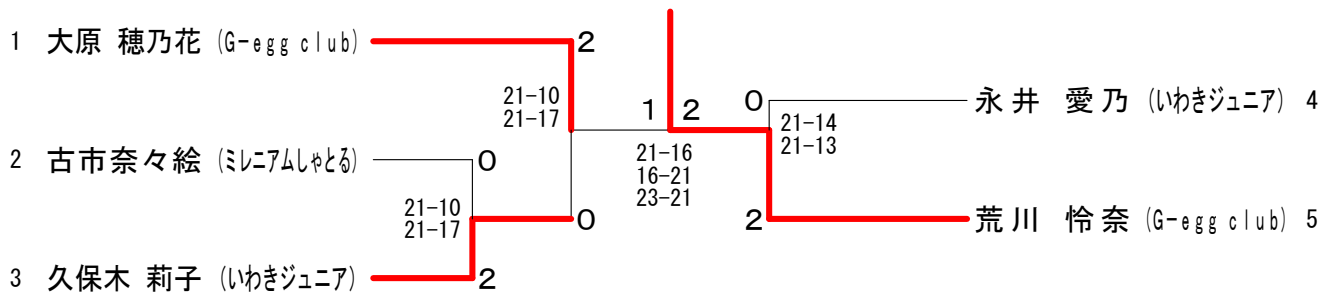 1 大原 穂乃花 (G-egg club) 2
21-10
21-17
2 古市奈々絵 (ミレニアムしゃとる) 0
21-10
21-17
0
3 久保木 莉子 (いわきジュニア) 2
1 2
21-16
16-21
23-21
0 永井 愛乃 (いわきジュニア) 4
21-14
21-13
2 荒川 怜奈 (G-egg club) 5